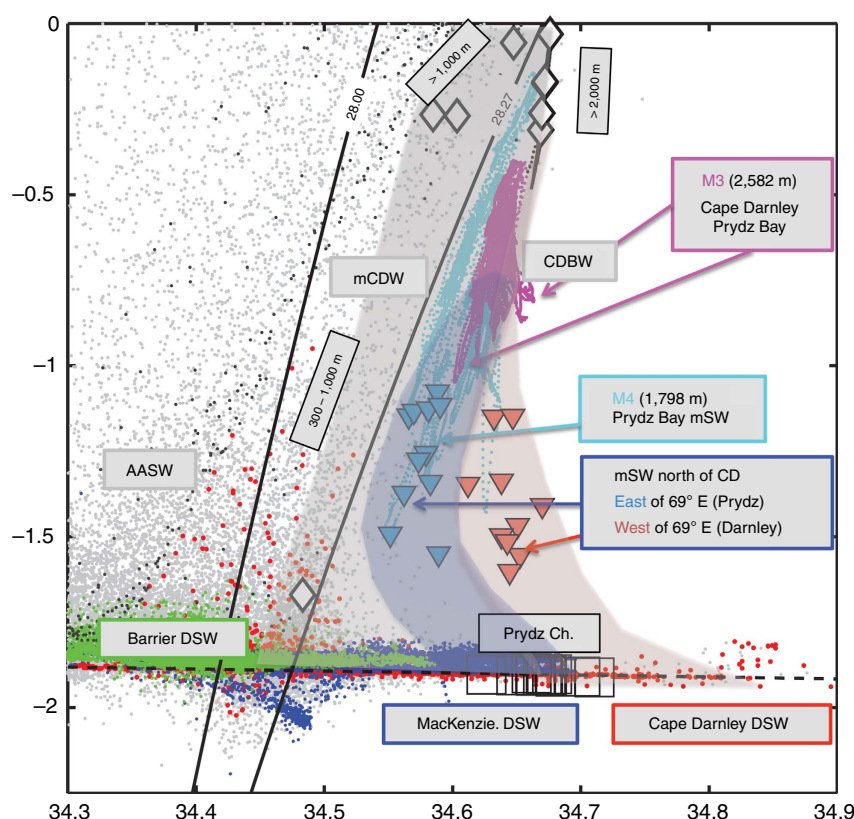 0
−0.5
−1
−1.5
−2
34.3
34.4
34.5
34.6
34.7
34.8
34.9
28.00
> 1,000 m
28.27
> 2,000 m
M3 (2,582 m)
Cape Darnley
Prydz Bay
mCDW
CDBW
300–1,000 m
M4 (1,798 m)
Prydz Bay mSW
AASW
mSW north of CD
East of 69° E (Prydz)
West of 69° E (Darnley)
Barrier DSW
Prydz Ch.
MacKenzie. DSW
Cape Darnley DSW